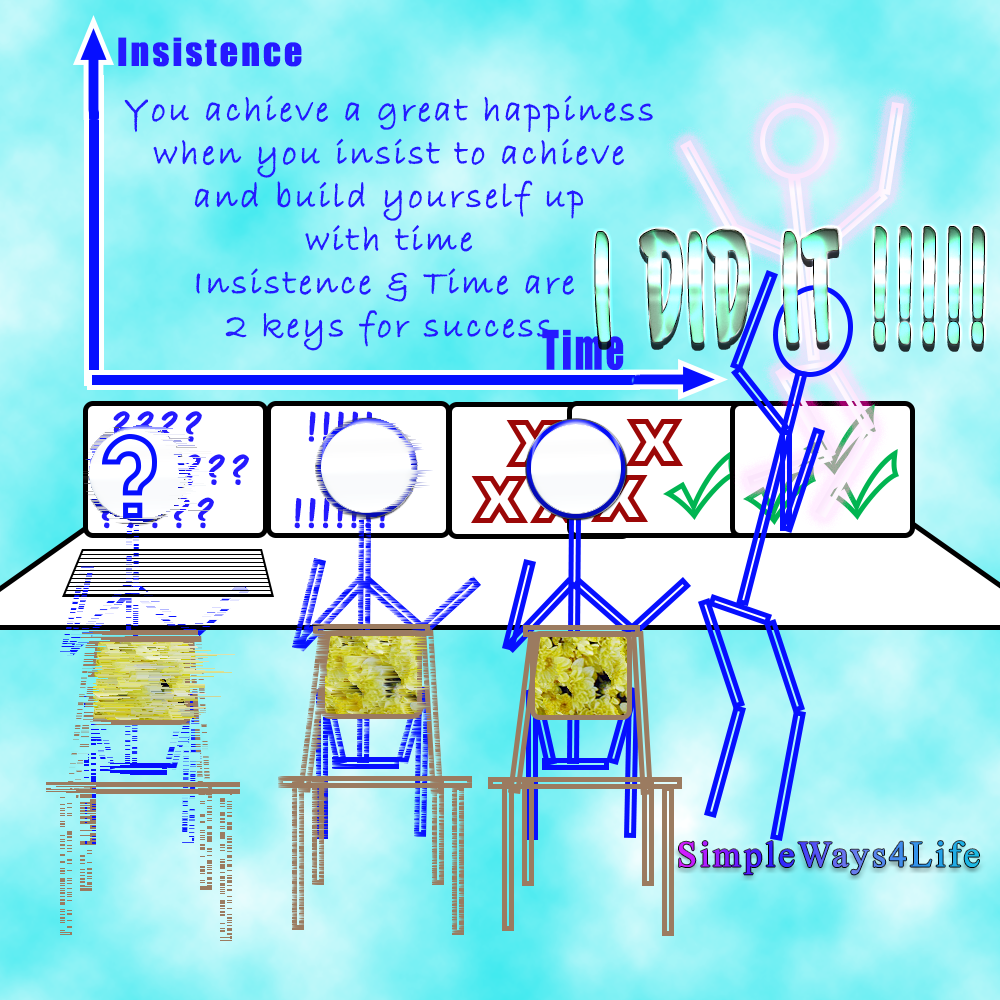 Insistence
You achieve a great happiness
when you insist to achieve
and build yourself up
with time
Insistence & Time are
2 keys for success
Time
I DID IT !!!!!
????
?
???
!!!!!
!!!!!!!
X X
X X X X
SimpleWays4Life